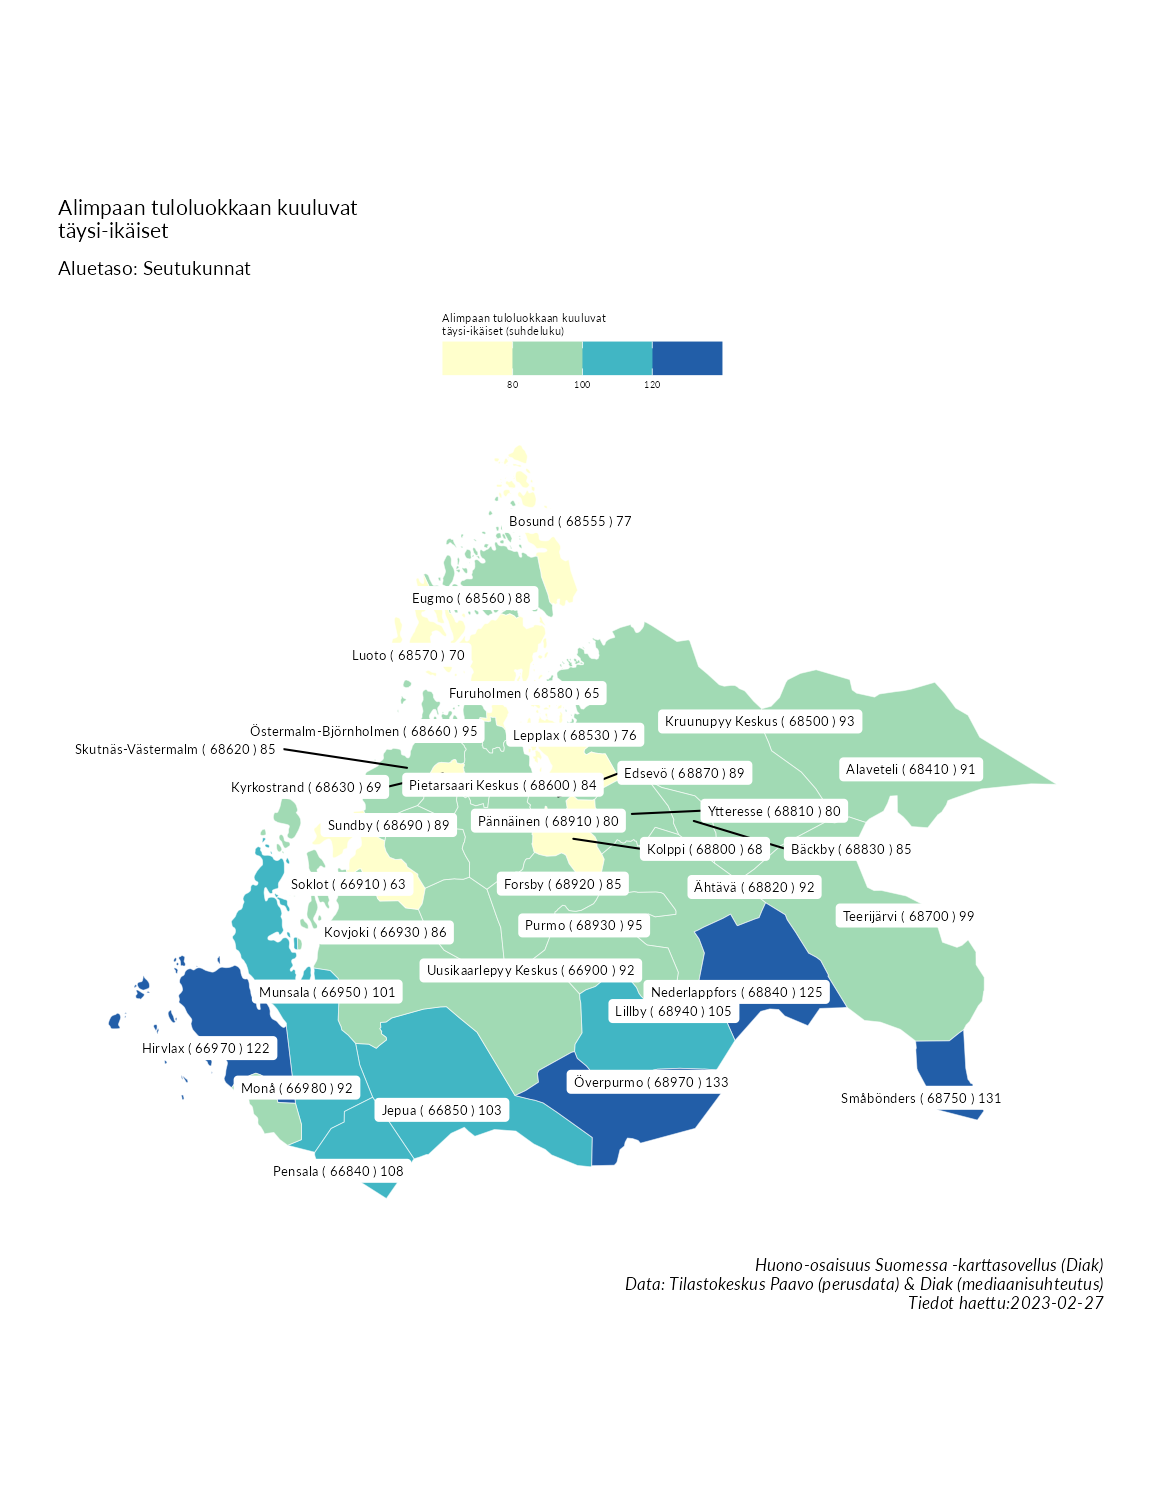 Alimpaan tuloluokkaan kuuluvat
täysi-ikäiset
Aluetaso: Seutukunnat
Alimpaan tuloluokkaan kuuluvat
täysi-ikäiset (suhdeluku)
80 100 120
Bosund ( 68555 ) 77
Eugmo ( 68560 ) 88
Luoto ( 68570 ) 70
Furuholmen ( 68580 ) 65
Kruunupyy Keskus ( 68500 ) 93
Östermalm-Björnholmen ( 68660 ) 95
Lepplax ( 68530 ) 76
Skutnäs-Västermalm ( 68620 ) 85
Alaveteli ( 68410 ) 91
Edsevö ( 68870 ) 89
Kyrkostrand ( 68630 ) 69
Pietarsaari Keskus ( 68600 ) 84
Ytteresse ( 68810 ) 80
Pännäinen ( 68910 ) 80
Sundby ( 68690 ) 89
Kolppi ( 68800 ) 68
Bäckby ( 68830 ) 85
Soklot ( 66910 ) 63
Forsby ( 68920 ) 85
Ähtävä ( 68820 ) 92
Teerijärvi ( 68700 ) 99
Purmo ( 68930 ) 95
Kovjoki ( 66930 ) 86
Uusikaarlepyy Keskus ( 66900 ) 92
Munsala ( 66950 ) 101
Nederlappfors ( 68840 ) 125
Lillby ( 68940 ) 105
Hirvlax ( 66970 ) 122
Överpurmo ( 68970 ) 133
Monå ( 66980 ) 92
Småbönders ( 68750 ) 131
Jepua ( 66850 ) 103
Pensala ( 66840 ) 108
Huono-osaisuus Suomessa -karttasovellus (Diak)
Data: Tilastokeskus Paavo (perusdata) & Diak (mediaanisuhteutus)
Tiedot haettu:2023-02-27